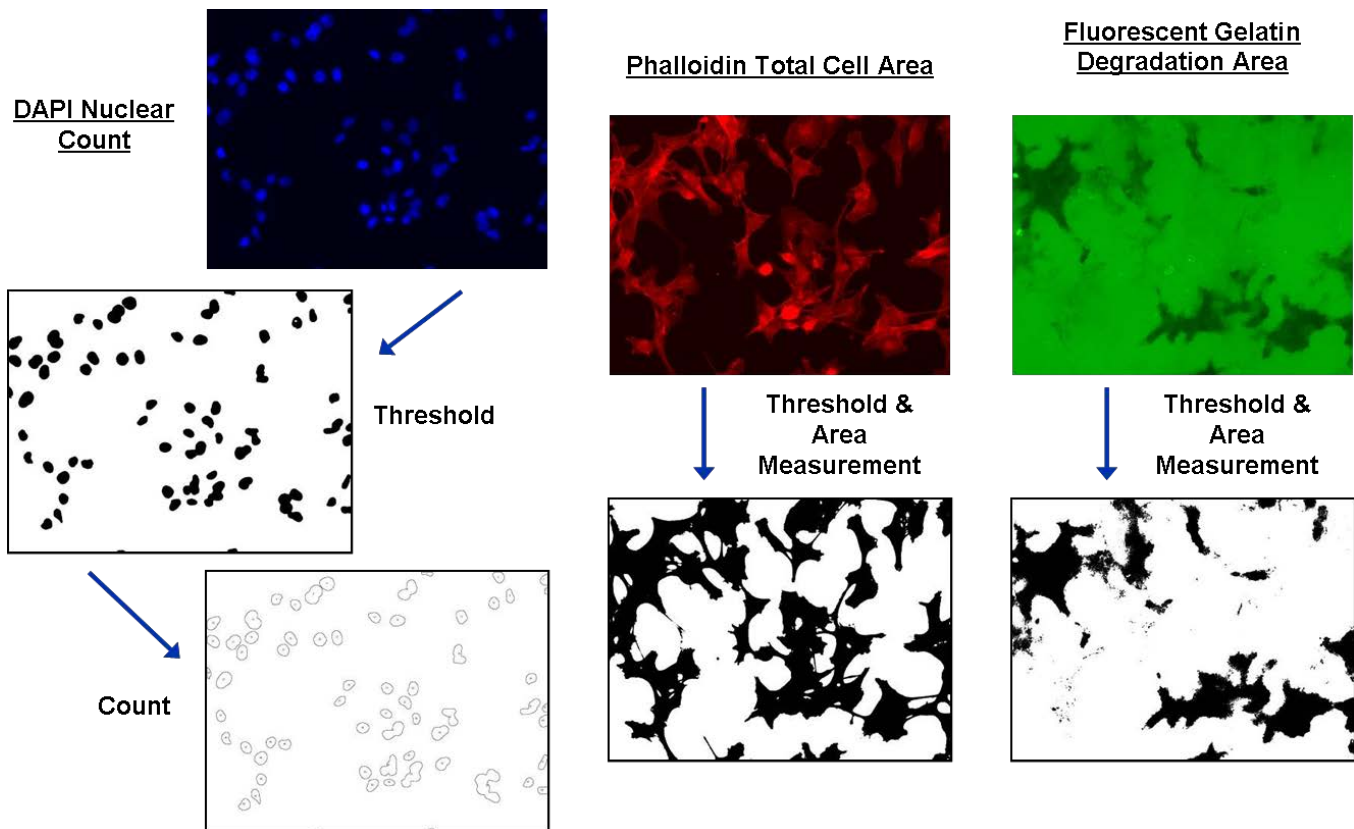 DAPI Nuclear
Count
Threshold
Count
Phalloidin Total Cell Area
Threshold &
Area
Measurement
Fluorescent Gelatin
Degradation Area
Threshold &
Area
Measurement